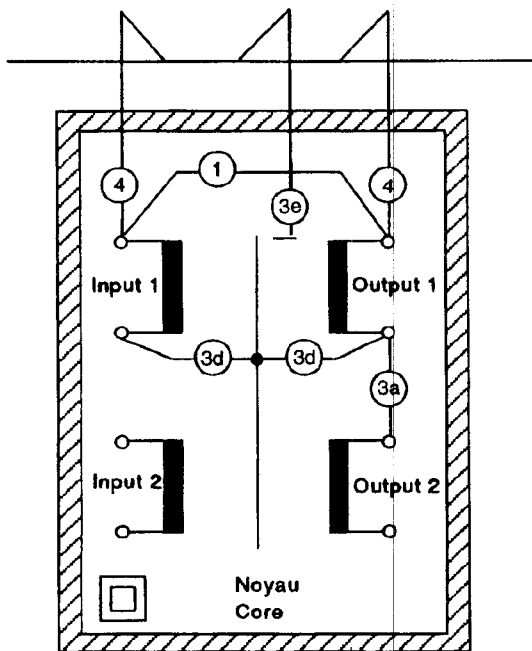 1
4
4
3e
Input 1
Output 1
3d
3d
3a
Input 2
Output 2
Noyau
Core